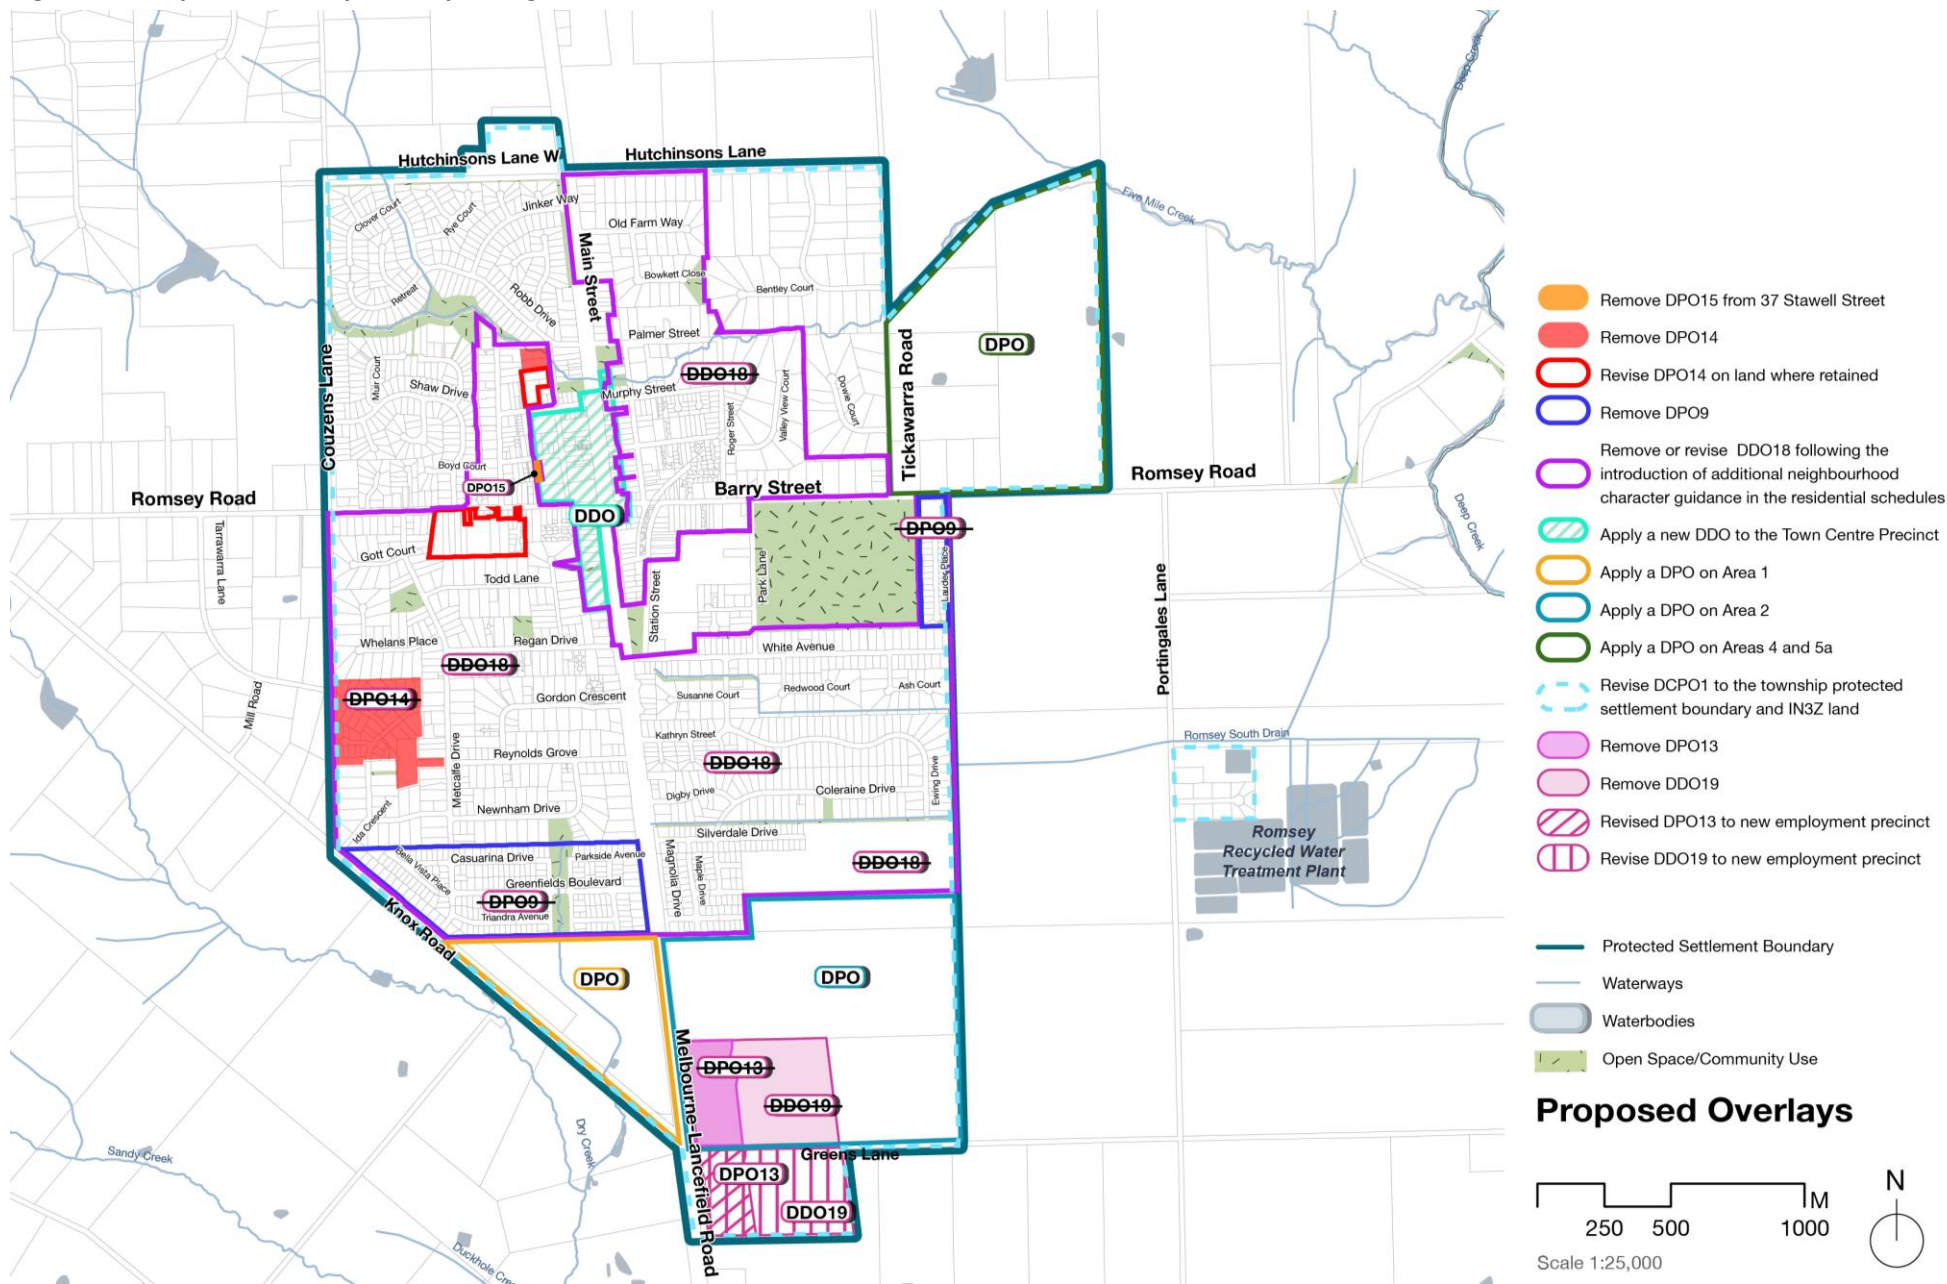 Hutchinsons Lane W
Hutchinsons Lane
Clover Court
Rye Court
Jinker Way
Old Farm Way
Main Street
Bowkett Close
Bentley Court
Retreat
Robb Drive
Palmer Street
Five Mile Creek
Deep Creek
Couzens Lane
Muir Court
Shaw Drive
Murphy Street
DDO18
Roger Street
Valley View Court
Dowie Court
Tickawarra Road
DPO
Boyd Court
DPO15
Romsey Road
Barry Street
Romsey Road
DDO
DPO9
Deep Creek
Tarrawarra Lane
Gott Court
Todd Lane
Station Street
Park Lane
Lauder Place
Portingales Lane
Whelans Place
Regan Drive
White Avenue
DDO18
Mill Road
DPO14
Gordon Crescent
Susanne Court
Redwood Court
Ash Court
Metcalfe Drive
Reynolds Grove
Kathryn Street
DDO18
Romsey South Drain
Ewing Drive
Digby Drive
Coleraine Drive
Newnham Drive
Ida Crescent
Silverdale Drive
Romsey
Recycled Water
Treatment Plant
Bella Vista Place
Casuarina Drive
Parkside Avenue
Magnolia Drive
Maple Drive
DDO18
Greenfields Boulevard
DPO9
Triandra Avenue
Knox Road
DPO
DPO
Melbourne-Lancefield Road
DPO13
DDO19
Dry Creek
Sandy Creek
Greens Lane
DPO13
DDO19
Remove DPO15 from 37 Stawell Street
Remove DPO14
Revise DPO14 on land where retained
Remove DPO9
Remove or revise DDO18 following the
introduction of additional neighbourhood
character guidance in the residential schedules
Apply a new DDO to the Town Centre Precinct
Apply a DPO on Area 1
Apply a DPO on Area 2
Apply a DPO on Areas 4 and 5a
Revise DCPO1 to the township protected
settlement boundary and IN3Z land
Remove DPO13
Remove DDO19
Revised DPO13 to new employment precinct
Revise DDO19 to new employment precinct
Protected Settlement Boundary
Waterways
Waterbodies
Open Space/Community Use
Proposed Overlays
M
250 500 1000
Scale 1:25,000
N